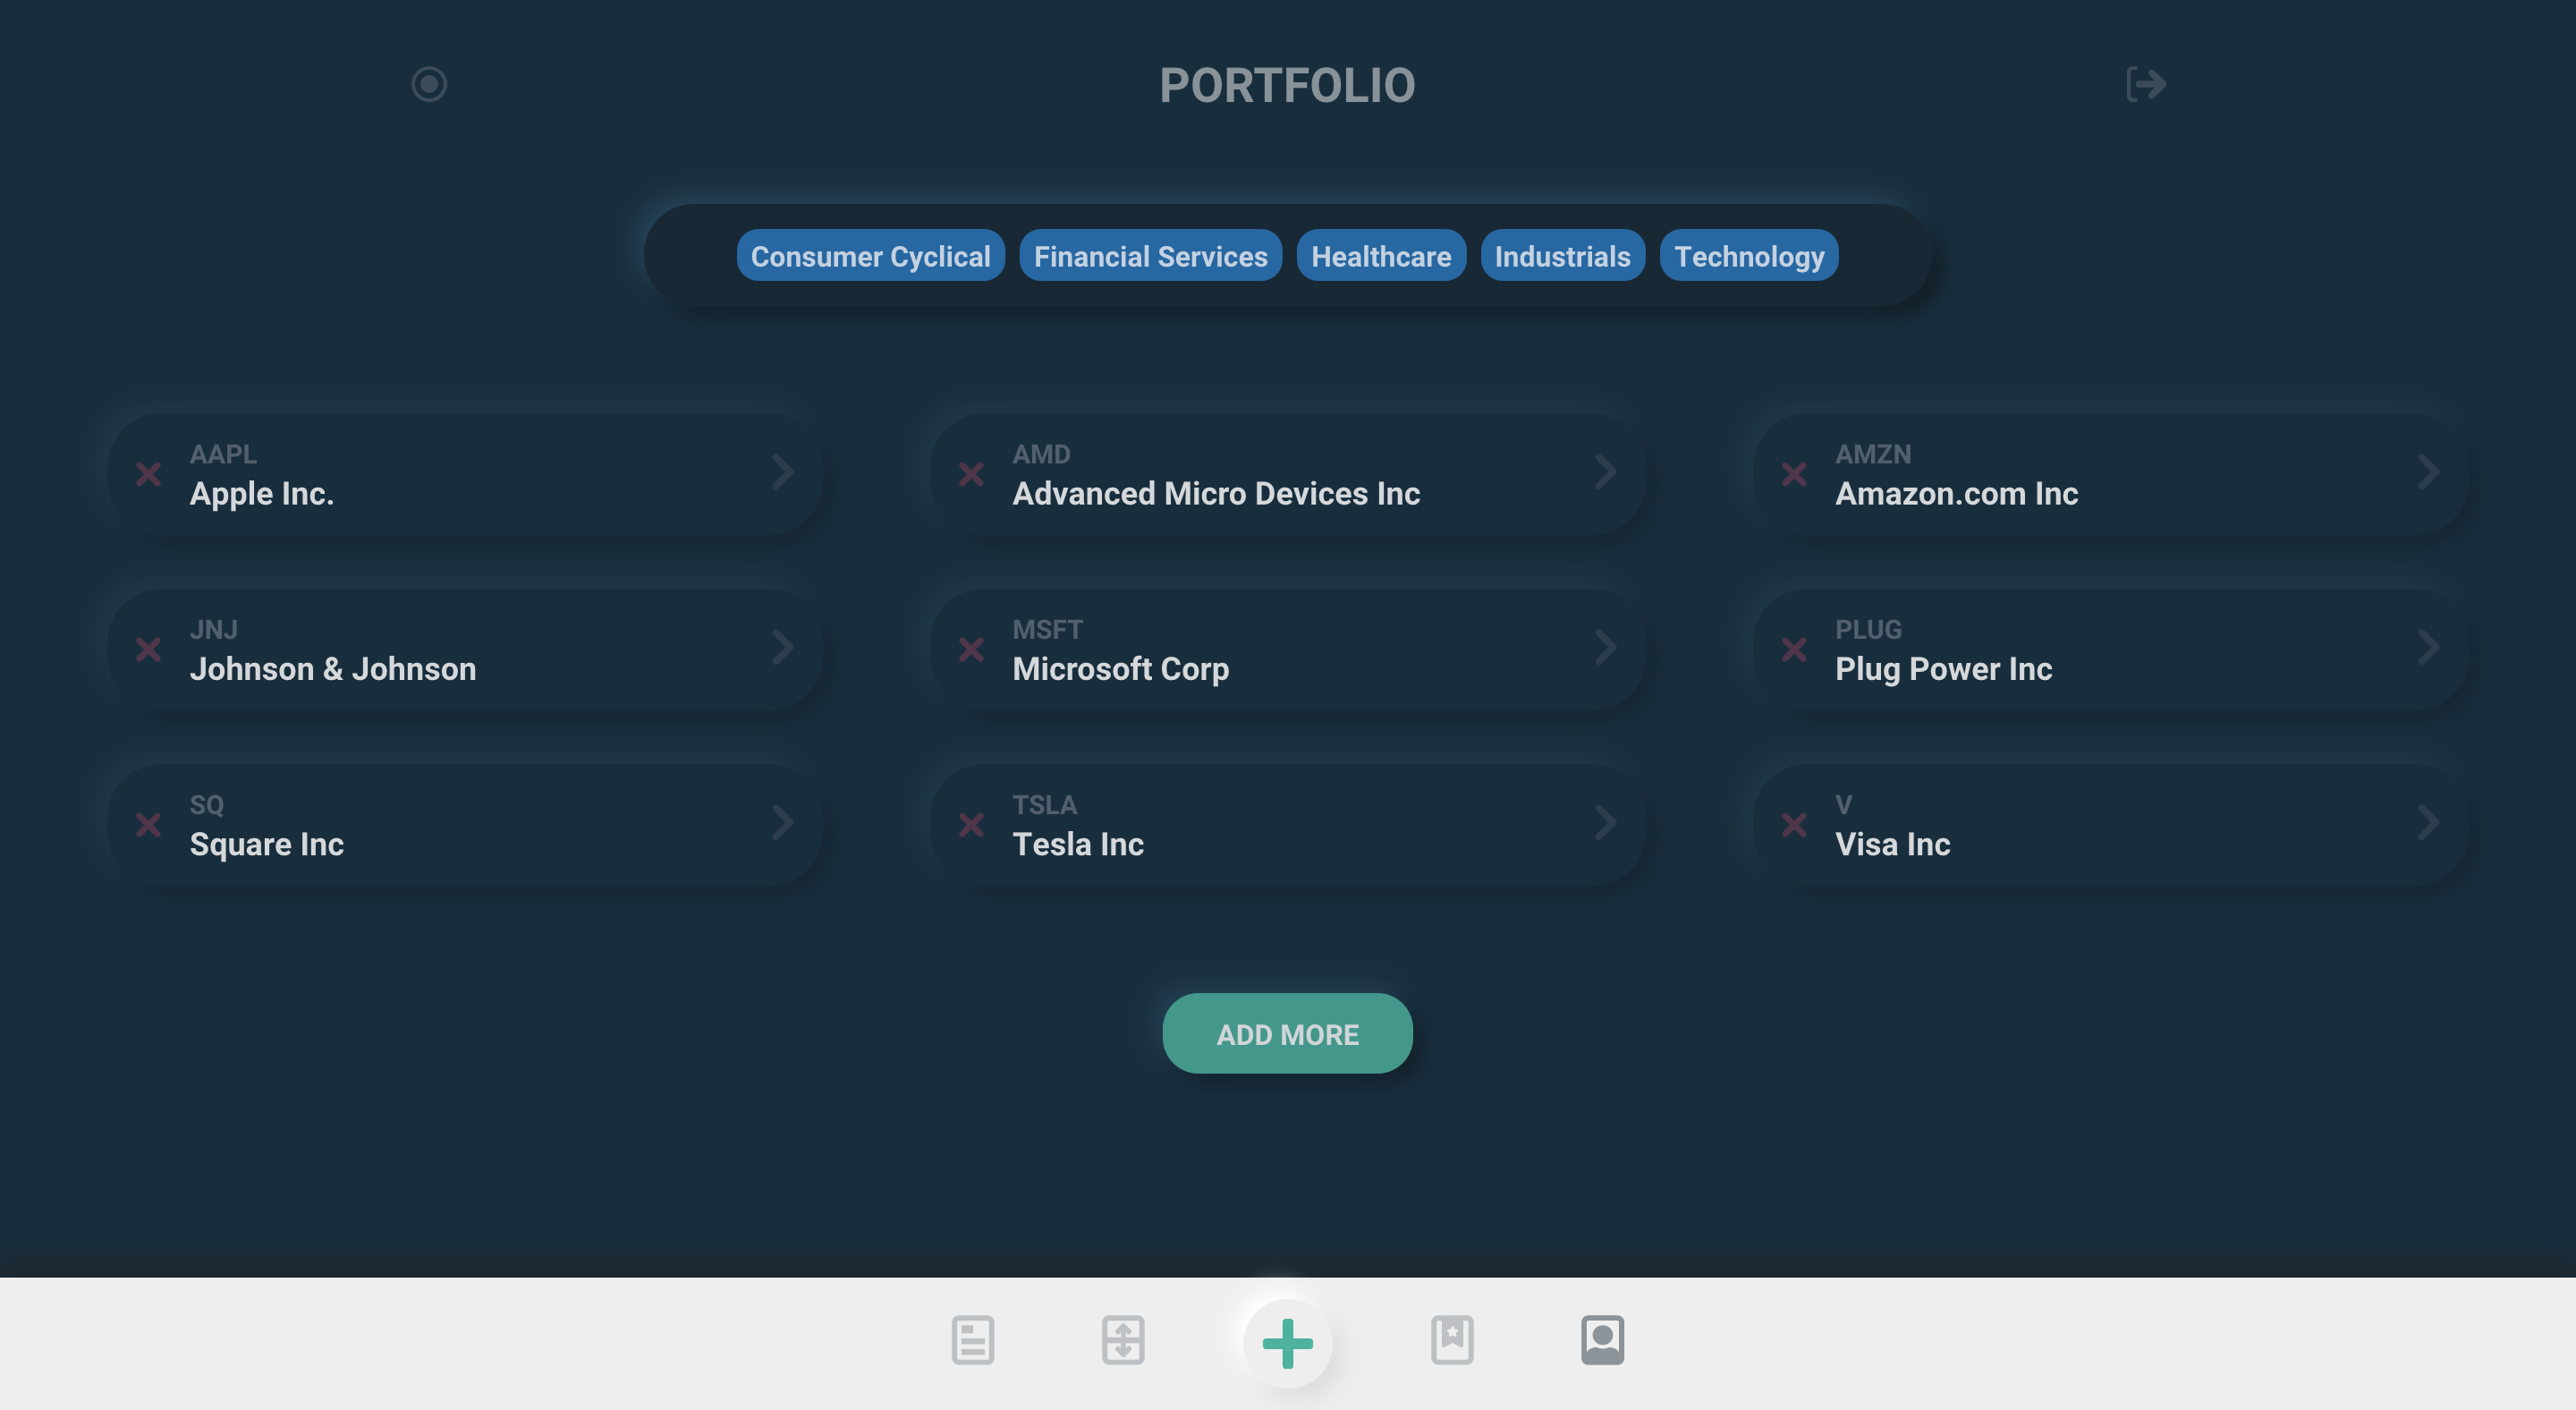 PORTFOLIO
Consumer Cyclical Financial Services Healthcare Industrials Technology
AAPL
Apple Inc.
AMD
Advanced Micro Devices Inc
AMZN
Amazon.com Inc
JNJ
Johnson & Johnson
MSFT
Microsoft Corp
PLUG
Plug Power Inc
SQ
Square Inc
TSLA
Tesla Inc
V
Visa Inc
ADD MORE